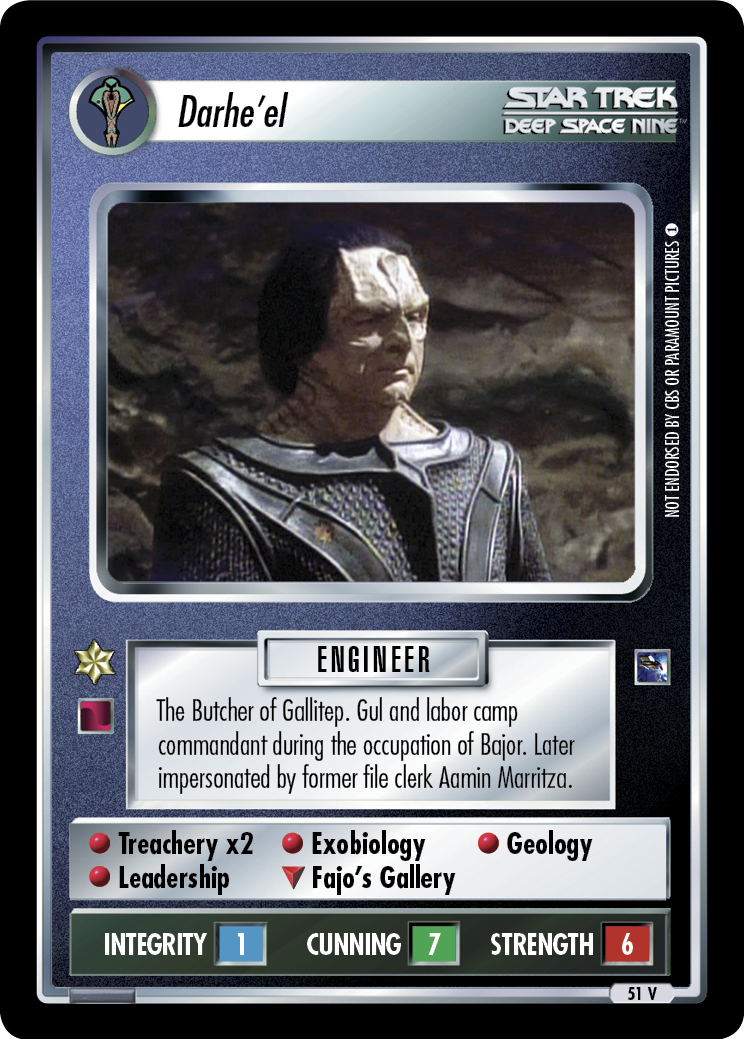 Darhe'el
STAR TREK
DEEP SPACE NINE™
NOT ENDORSED BY CBS OR PARAMOUNT PICTURES 1
ENGINEER
The Butcher of Gallitep. Gul and labor camp
commandant during the occupation of Bajor. Later
impersonated by former file clerk Aamin Marritza.
Treachery x2 Exobiology Geology
Leadership Fajo's Gallery
INTEGRITY 1 CUNNING 7 STRENGTH 6
51 V